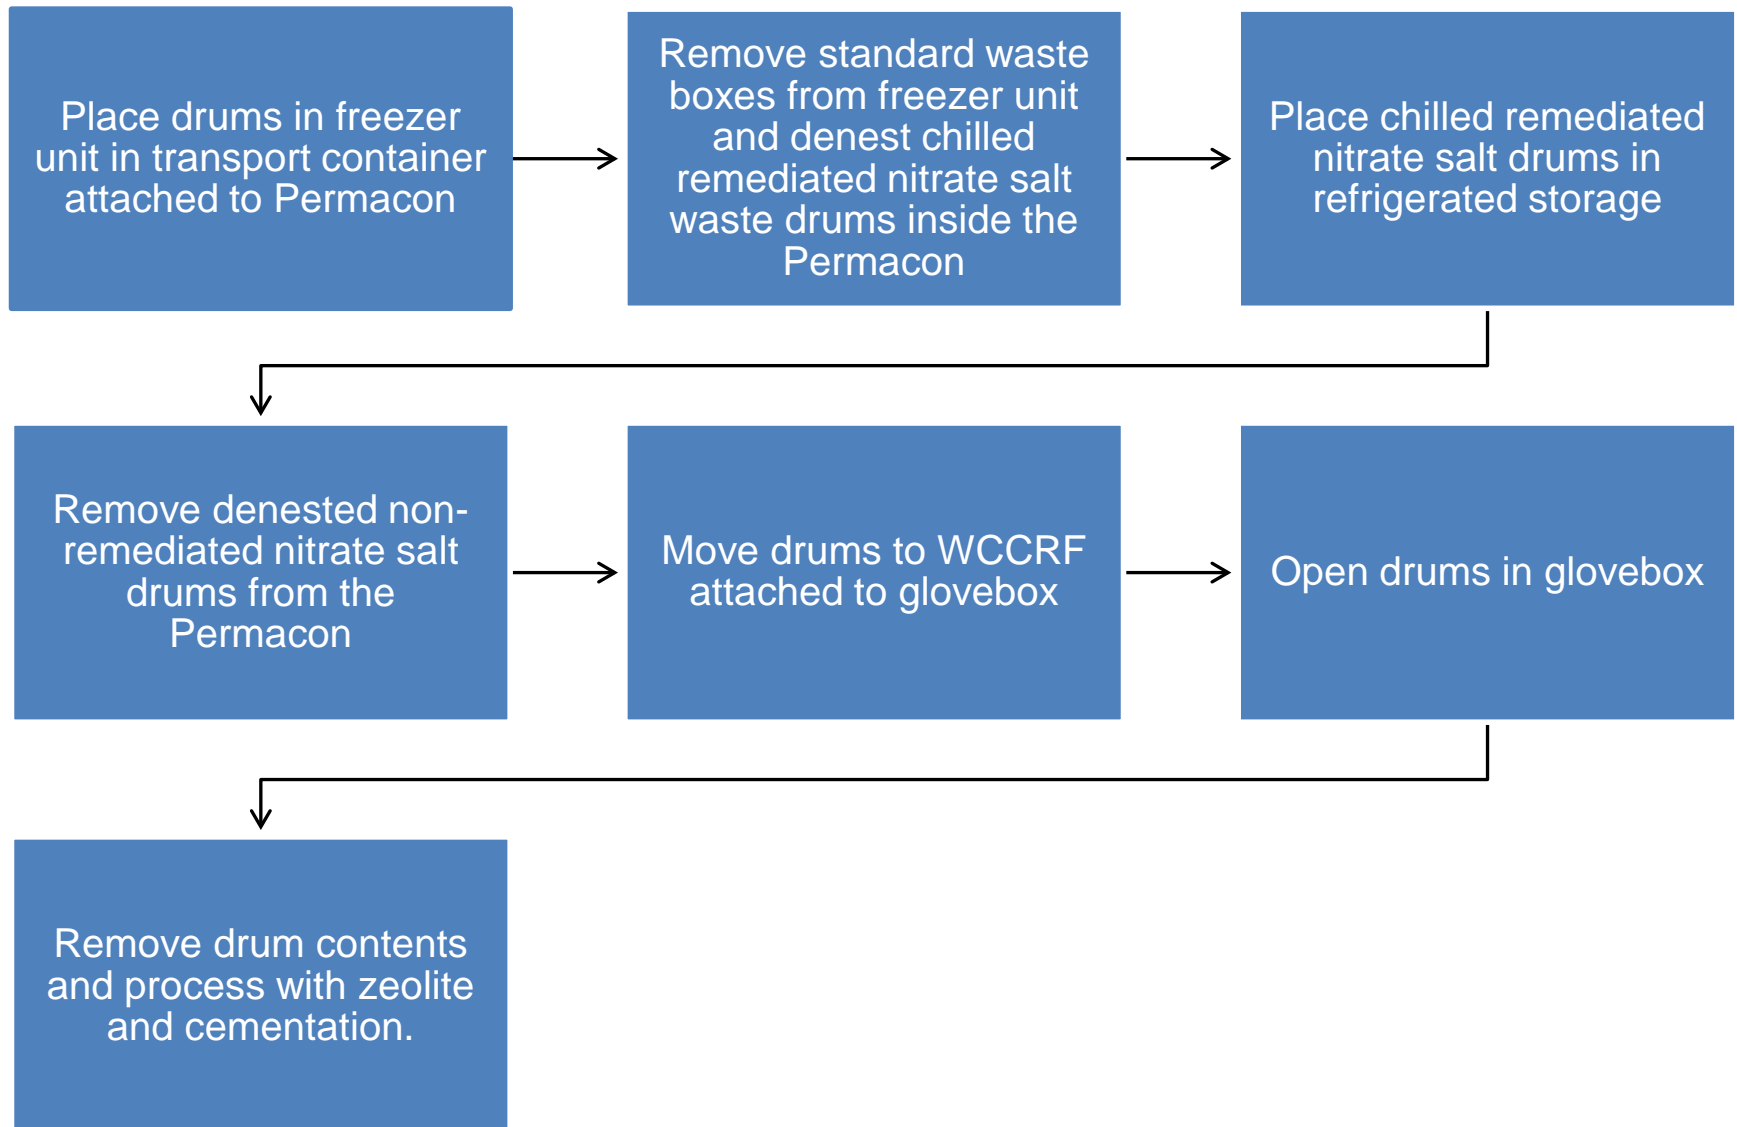 Place drums in freezer
unit in transport container
attached to Permacon
Remove standard waste
boxes from freezer unit
and denest chilled
remediated nitrate salt
waste drums inside the
Permacon
Place chilled remediated
nitrate salt drums in
refrigerated storage
Remove denested non-
remediated nitrate salt
drums from the
Permacon
Move drums to WCCRF
attached to glovebox
Open drums in glovebox
Remove drum contents
and process with zeolite
and cementation.